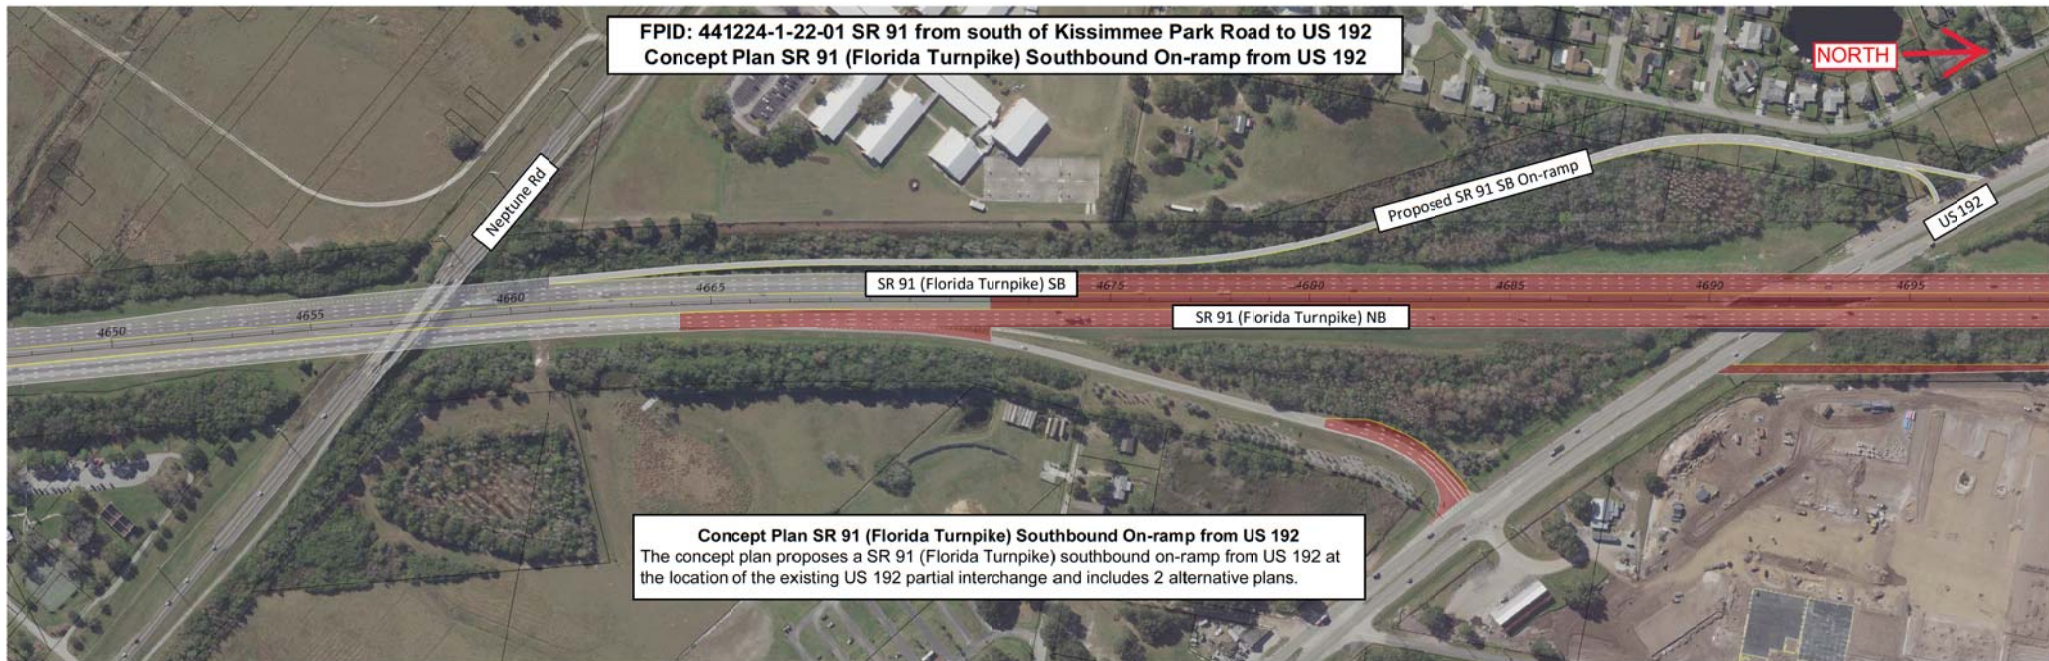 FPID: 441224-1-22-01 SR 91 from south of Kissimmee Park Road to US 192
Concept Plan SR 91 (Florida Turnpike) Southbound On-ramp from US 192
NORTH
Neptune Rd
Proposed SR 91 SB On-ramp
US 192
SR 91 (Florida Turnpike) SB
4650
4655
4660
4665
4675
4680
4685
4690
4695
SR 91 (Florida Turnpike) NB
Concept Plan SR 91 (Florida Turnpike) Southbound On-ramp from US 192
The concept plan proposes a SR 91 (Florida Turnpike) southbound on-ramp from US 192 at
the location of the existing US 192 partial interchange and includes 2 alternative plans.